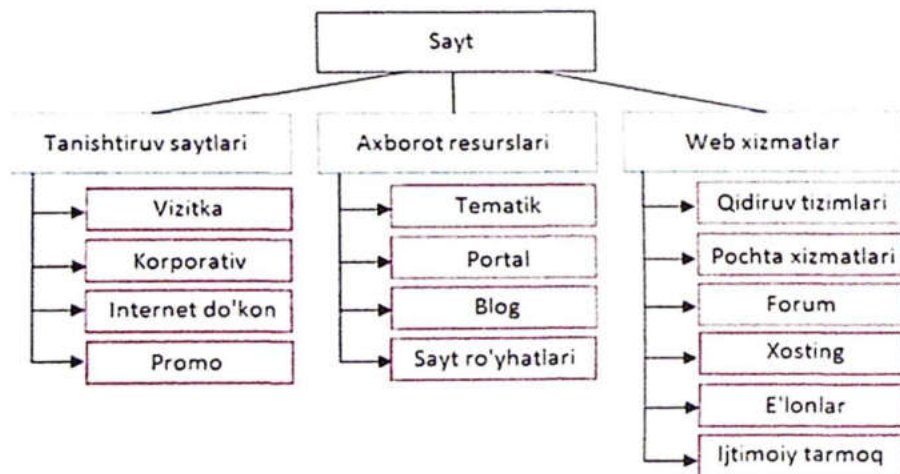 Sayt
Tanishtiruv saytlari
Vizitka
Korporativ
Internet do'kon
Promo
Axborot resurslari
Tematik
Portal
Blog
Sayt ro'yhatlari
Web xizmatlar
Qidiruv tizimlari
Pochta xizmatlari
Forum
Xosting
E'lonlar
Ijtimoiy tarmoq